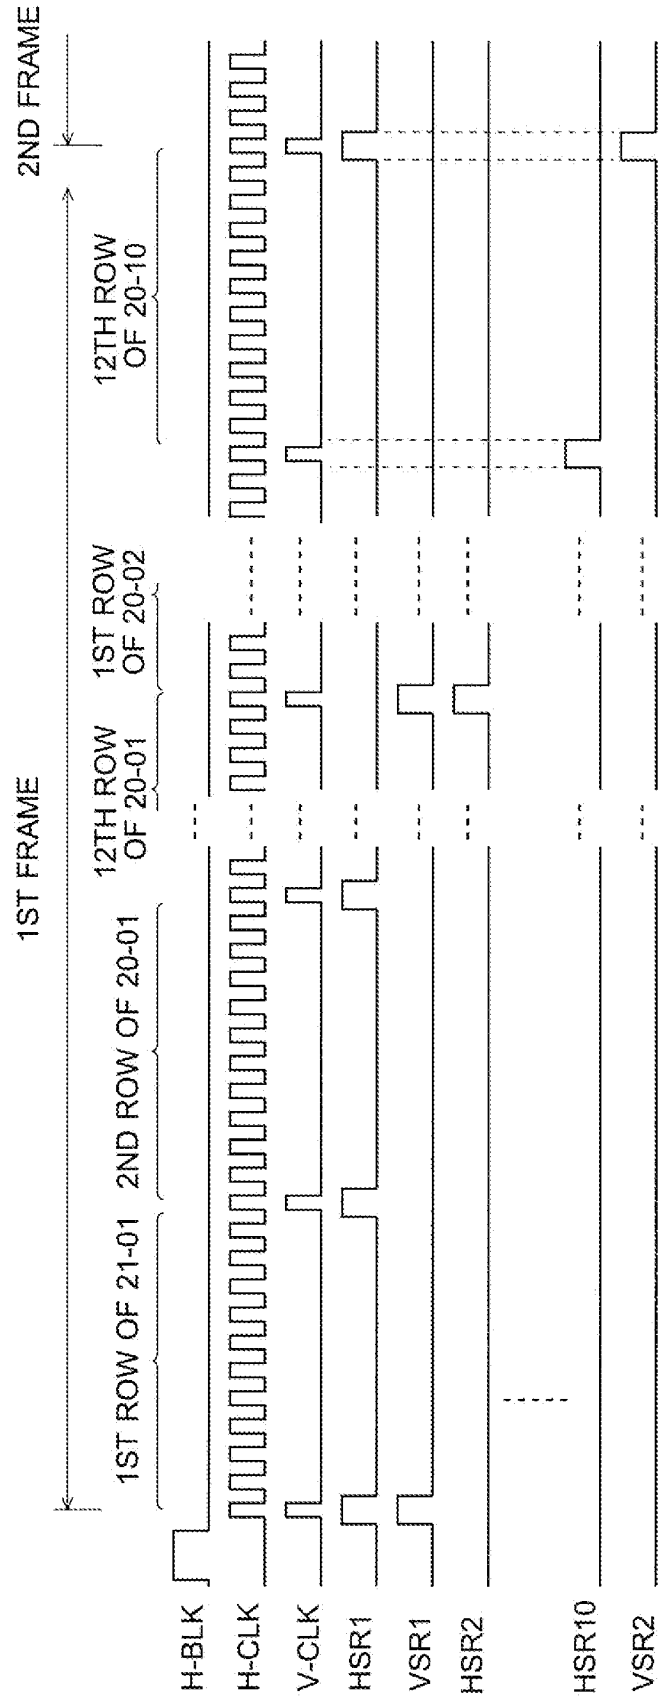 1ST FRAME
2ND FRAME
1ST ROW OF 21-01
2ND ROW OF 20-01
12TH ROW
OF 20-01
1ST ROW
OF 20-02
12TH ROW
OF 20-10
H-BLK
H-CLK
V-CLK
HSR1
VSR1
HSR2
HSR10
VSR2